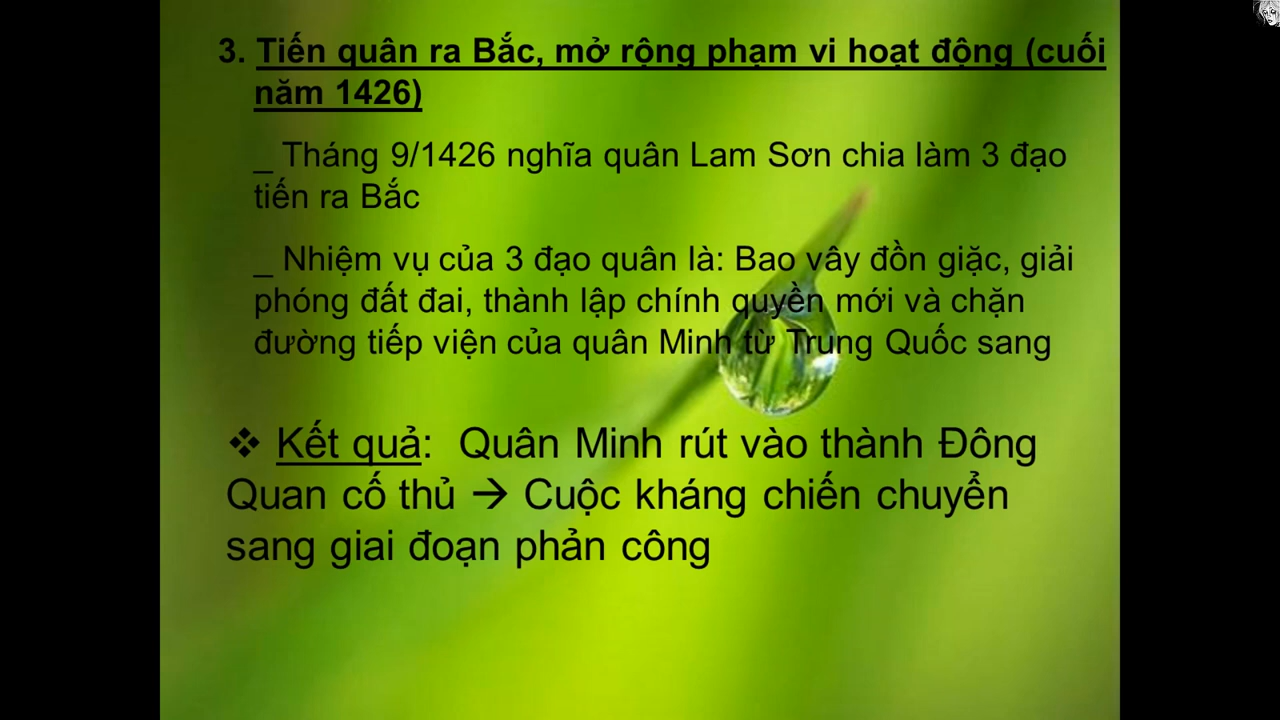 3. Tiến quân ra Bắc, mở rộng phạm vi hoạt động (cuối
năm 1426)
_ Tháng 9/1426 nghĩa quân Lam Sơn chia làm 3 đạo
tiến ra Bắc
_ Nhiệm vụ của 3 đạo quân là: Bao vây đồn giặc, giải
phóng đất đai, thành lập chính quyền mới và chặn
đường tiếp viện của quân Minh từ Trung Quốc sang
❖ Kết quả: Quân Minh rút vào thành Đông
Quan cố thủ → Cuộc kháng chiến chuyển
sang giai đoạn phản công